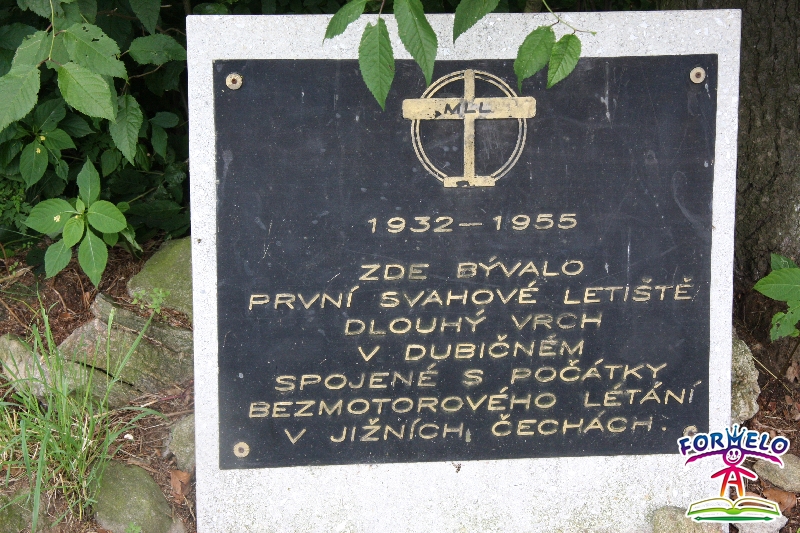 MLL
1932 — 1955
ZDE BÝVALO
PRVNÍ SVAHOVÉ LETIŠTĚ
DLOUHÝ VRCH
V DUBIČNÉM
SPOJENÉ S POČÁTKY
BEZMOTOROVÉHO LÉTÁNÍ
V JIŽNÍCH ČECHÁCH.
FORMELO